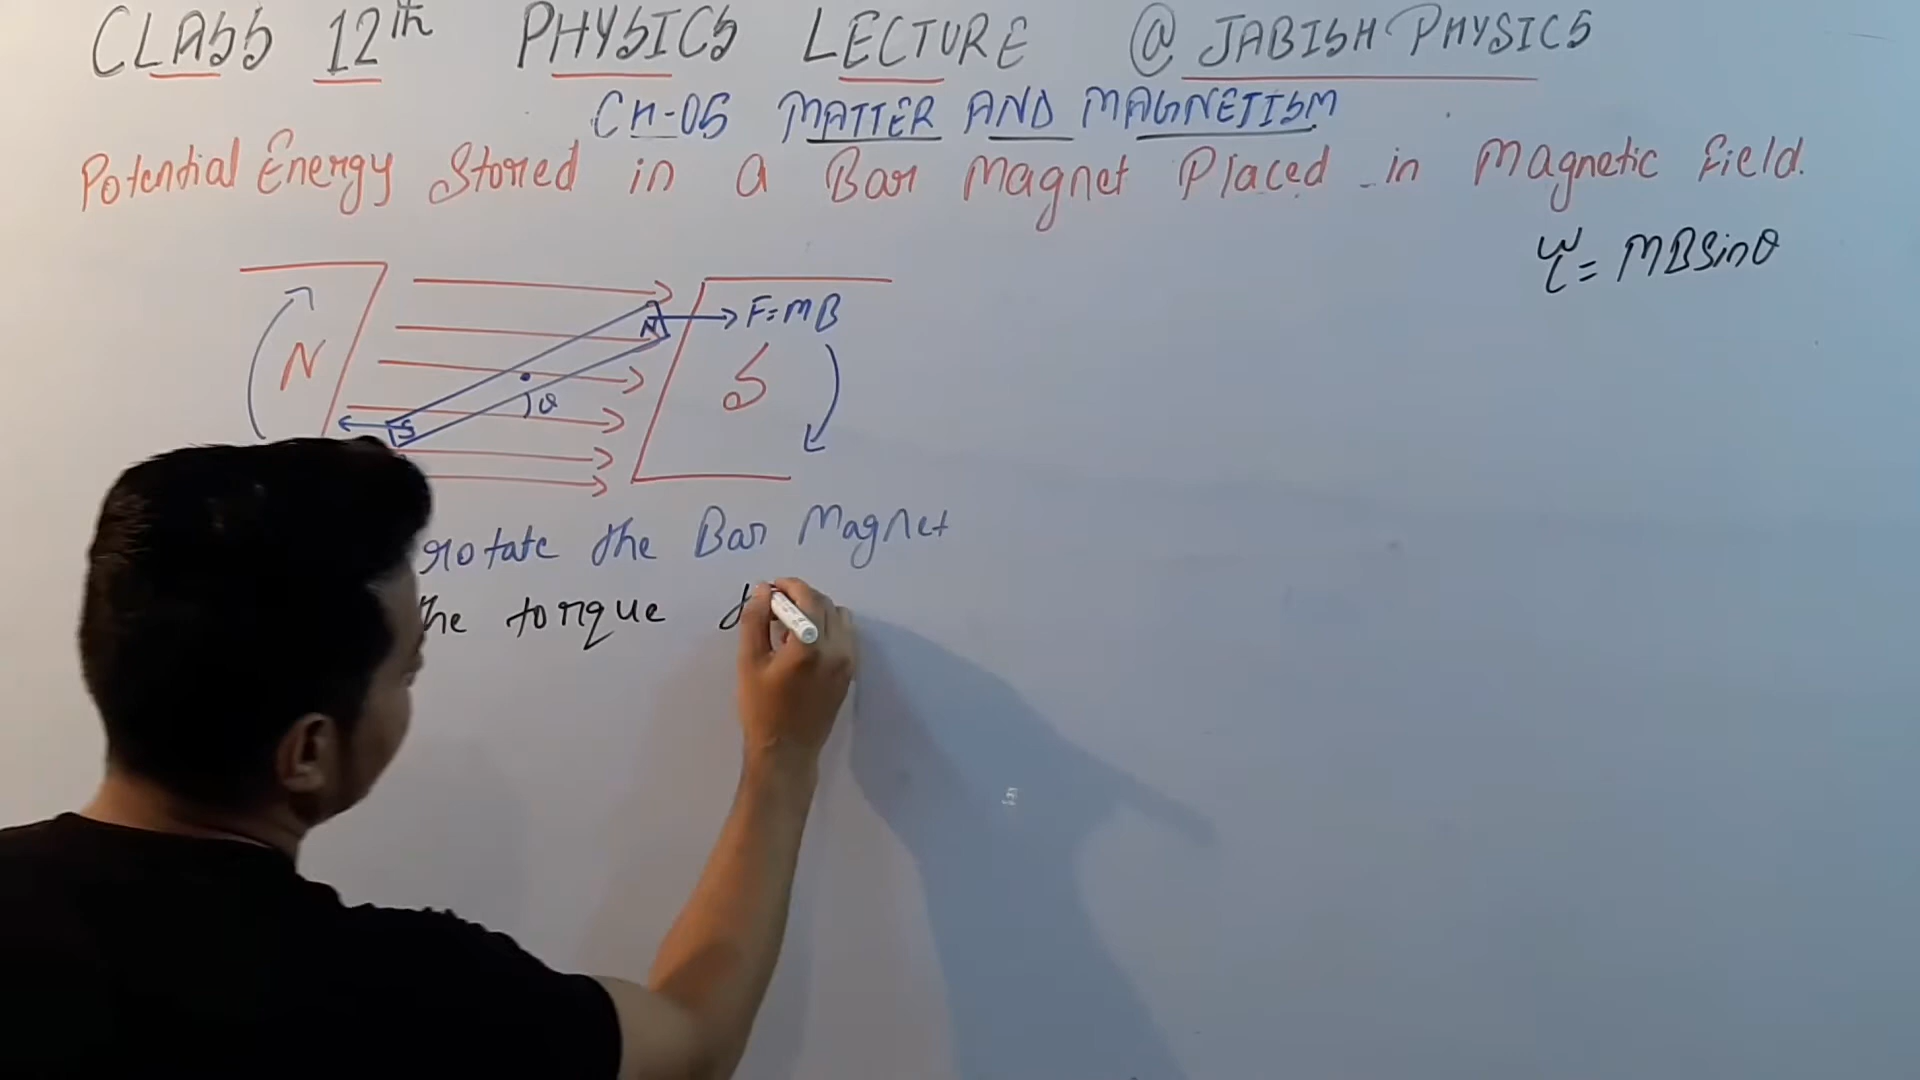 CLASS 12th PHYSICS LECTURE @ JABISH PHYSICS
CH-05 MATTER AND MAGNETISM
Potential Energy Stored in a Bar Magnet Placed in Magnetic Field.
= MBSinθ
N
N
F=mB
S
θ
S
rotate the Bar Magnet
the torque